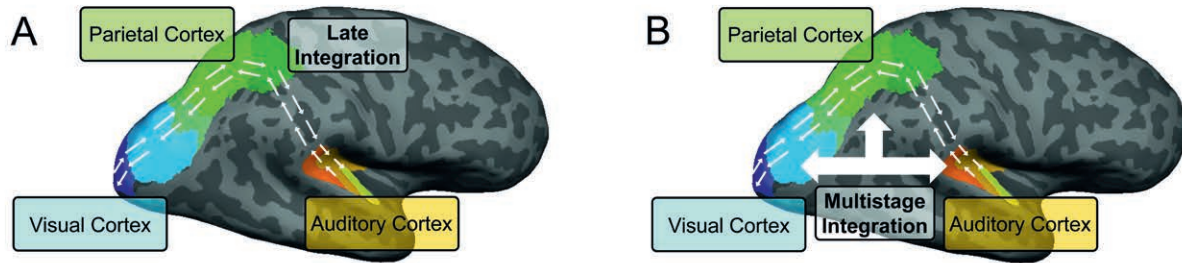 A
Parietal Cortex
Late
Integration
Visual Cortex
Auditory Cortex
B
Parietal Cortex
Visual Cortex
Multistage
Integration
Auditory Cortex